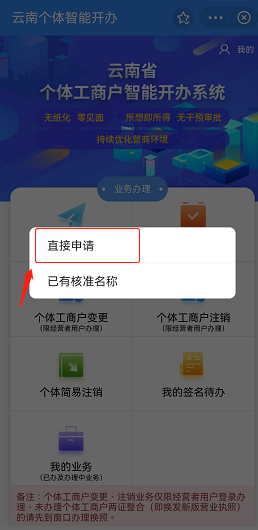 云南个体智能开办
我的
云南省
个体工商户智能开办系统
无纸化 零见面 所想即所得 无干预审批
持续优化营商环境
业务办理
直接申请
已有核准名称
个体工商户变更
(限经营者用户办理)
个体工商户注销
(限经营者用户办理)
个体简易注销
我的签名待办
我的业务
(已办及办理中业务)
备注：个体工商户变更、注销业务仅限经营者用户登录办
理，未办理个体工商户两证整合（即换发新版营业执照）
的请先到窗口办理换照。